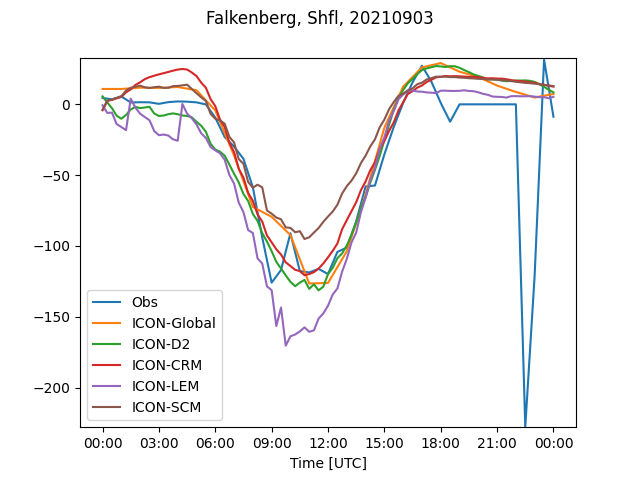 Falkenberg, Shfl, 20210903
0
−50
−100
−150
−200
Obs
ICON-Global
ICON-D2
ICON-CRM
ICON-LEM
ICON-SCM
00:00 03:00 06:00 09:00 12:00 15:00 18:00 21:00 00:00
Time [UTC]